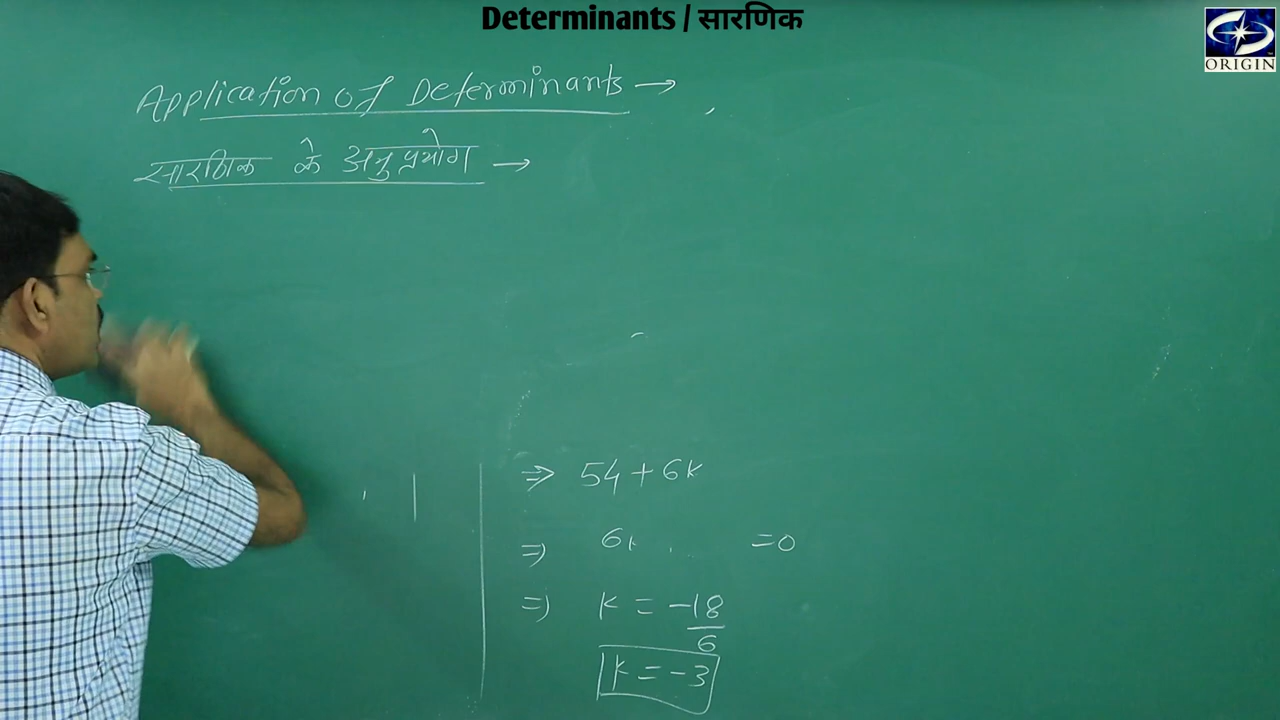 Determinants / सारणिक
ORIGIN
Application of Determinants →
सारणिक के अनुप्रयोग →
⇒ 54 + 6k
⇒ 6k = 0
⇒ k = -18/6
k = -3